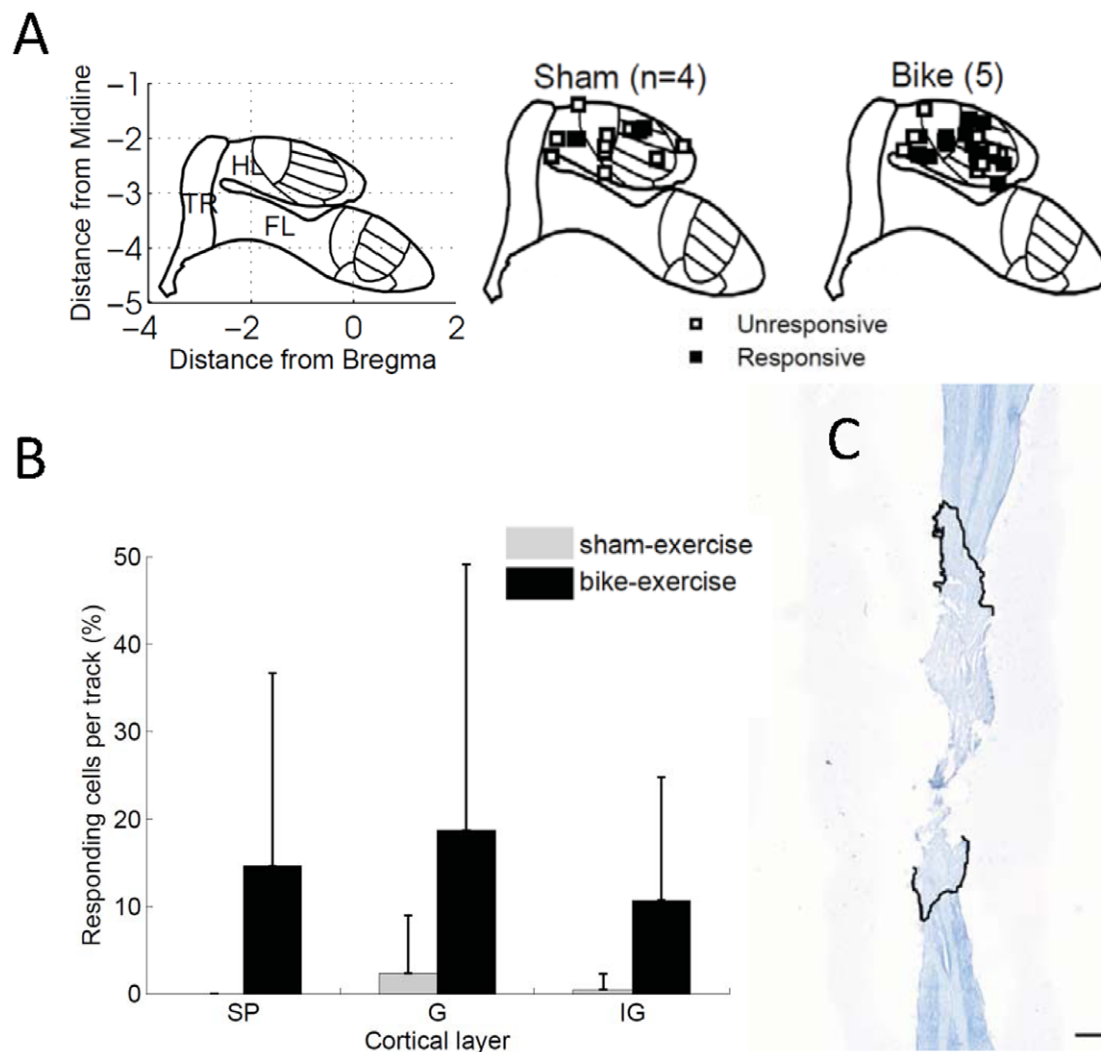 A
Distance from Midline
−1
−2
−3
−4
−5
−4
−2
0
2
Distance from Bregma
HL
TR
FL
Sham (n=4)
Bike (5)
Unresponsive
Responsive
B
Responding cells per track (%)
50
40
30
20
10
0
SP
G
IG
Cortical layer
sham-exercise
bike-exercise
C